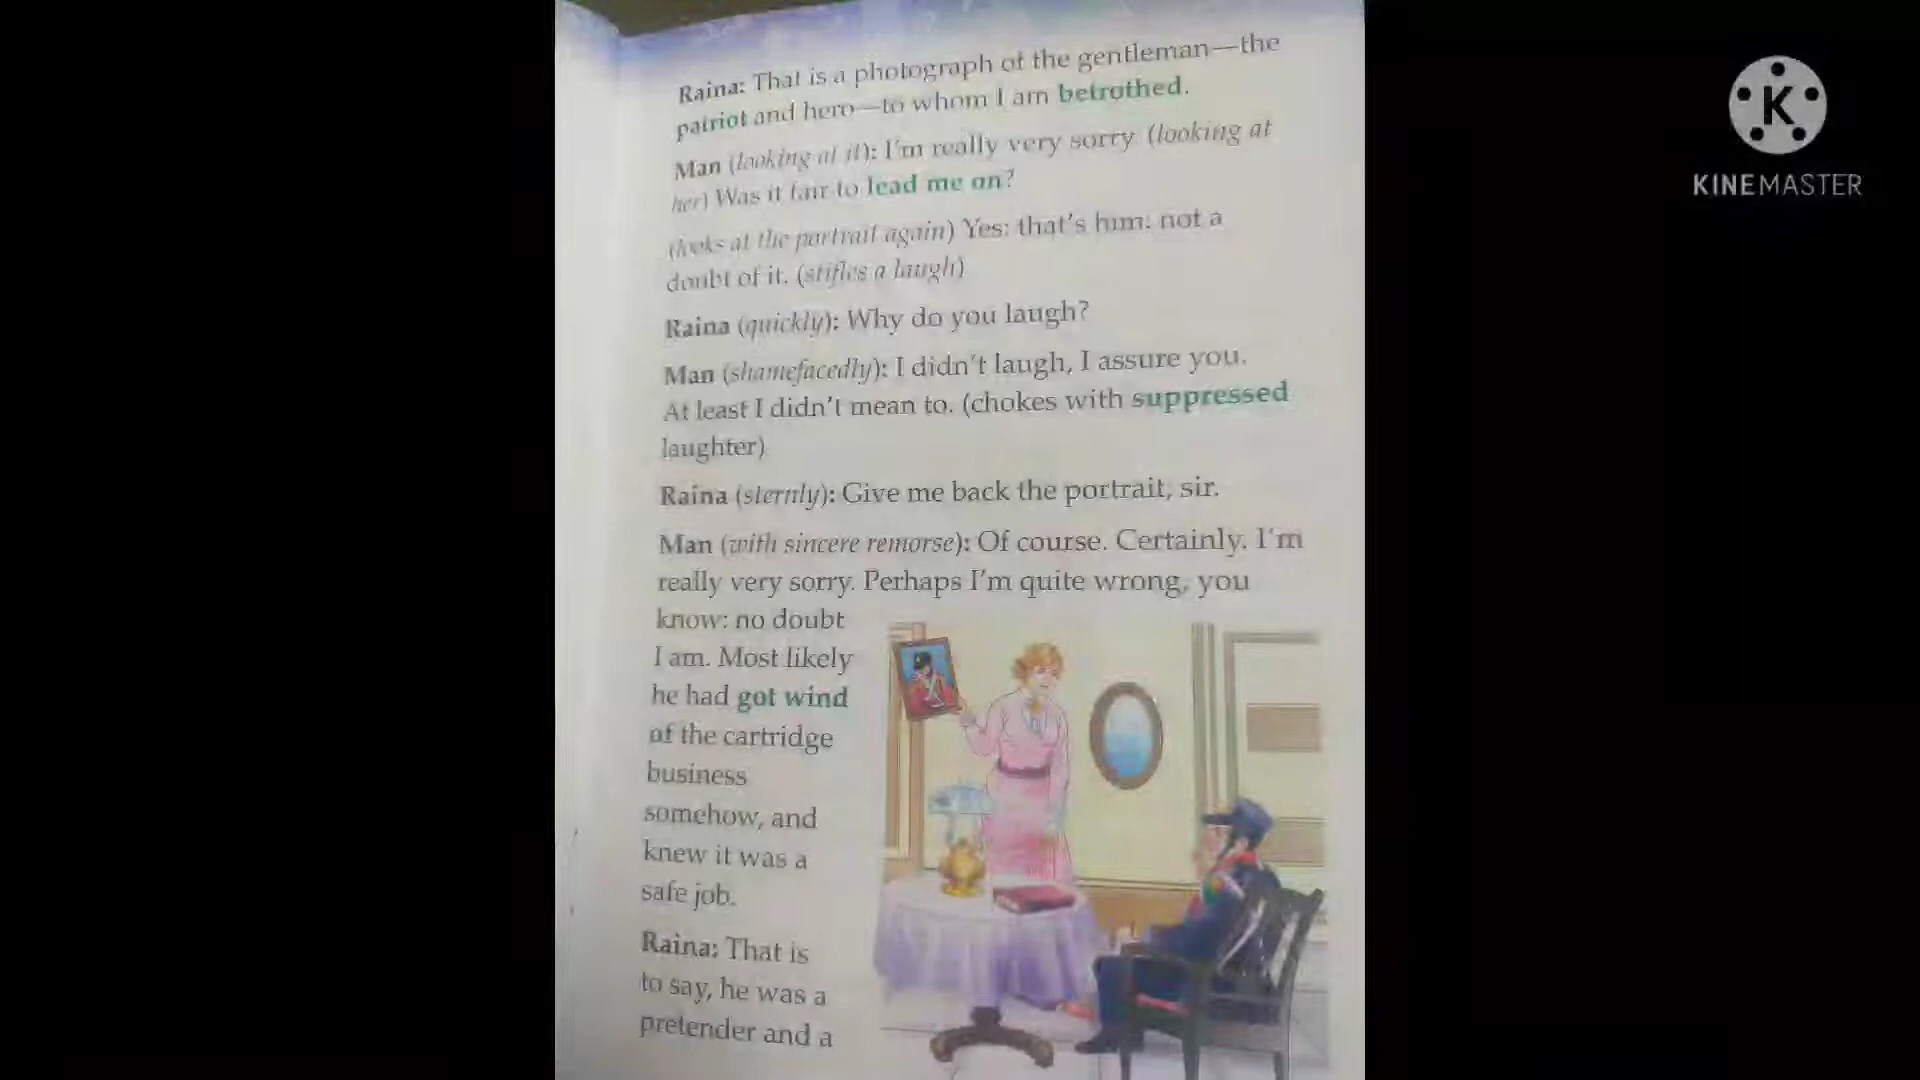 Raina: That is a photograph of the gentleman—the
patriot and hero—to whom I am betrothed.
Man (looking at it): I'm really very sorry. (looking at
her) Was it fair to lead me on?
(looks at the portrait again) Yes: that's him: not a
doubt of it. (stifles a laugh)
Raina (quickly): Why do you laugh?
Man (shamefacedly): I didn't laugh, I assure you.
At least I didn't mean to. (chokes with suppressed
laughter)
Raina (sternly): Give me back the portrait, sir.
Man (with sincere remorse): Of course. Certainly. I'm
really very sorry. Perhaps I'm quite wrong, you
know: no doubt
I am. Most likely
he had got wind
of the cartridge
business
somehow, and
knew it was a
safe job.
Raina: That is
to say, he was a
pretender and a
K
KINEMASTER